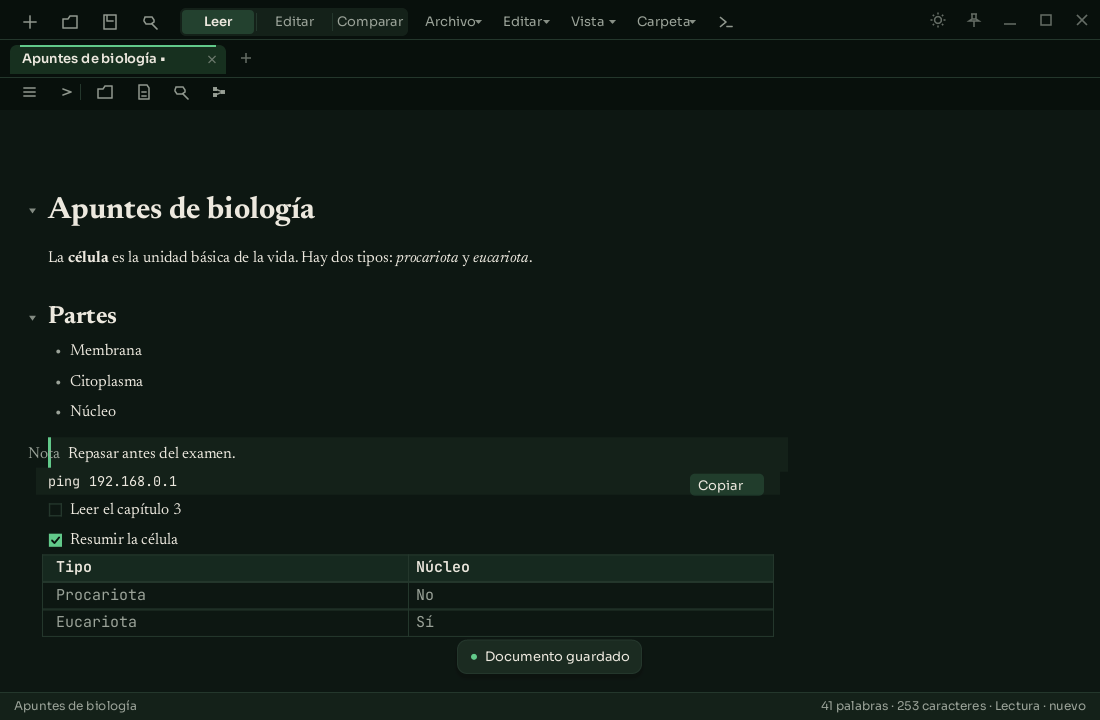 Leer Editar Comparar Archivo Editar Vista Carpeta
Apuntes de biología
Apuntes de biología
La célula es la unidad básica de la vida. Hay dos tipos: procariota y eucariota.
Partes
• Membrana
• Citoplasma
• Núcleo
Nota Repasar antes del examen.
ping 192.168.0.1 Copiar
Leer el capítulo 3
Resumir la célula
Tipo Núcleo
Procariota No
Eucariota Sí
Documento guardado
Apuntes de biología 41 palabras · 253 caracteres · Lectura · nuevo